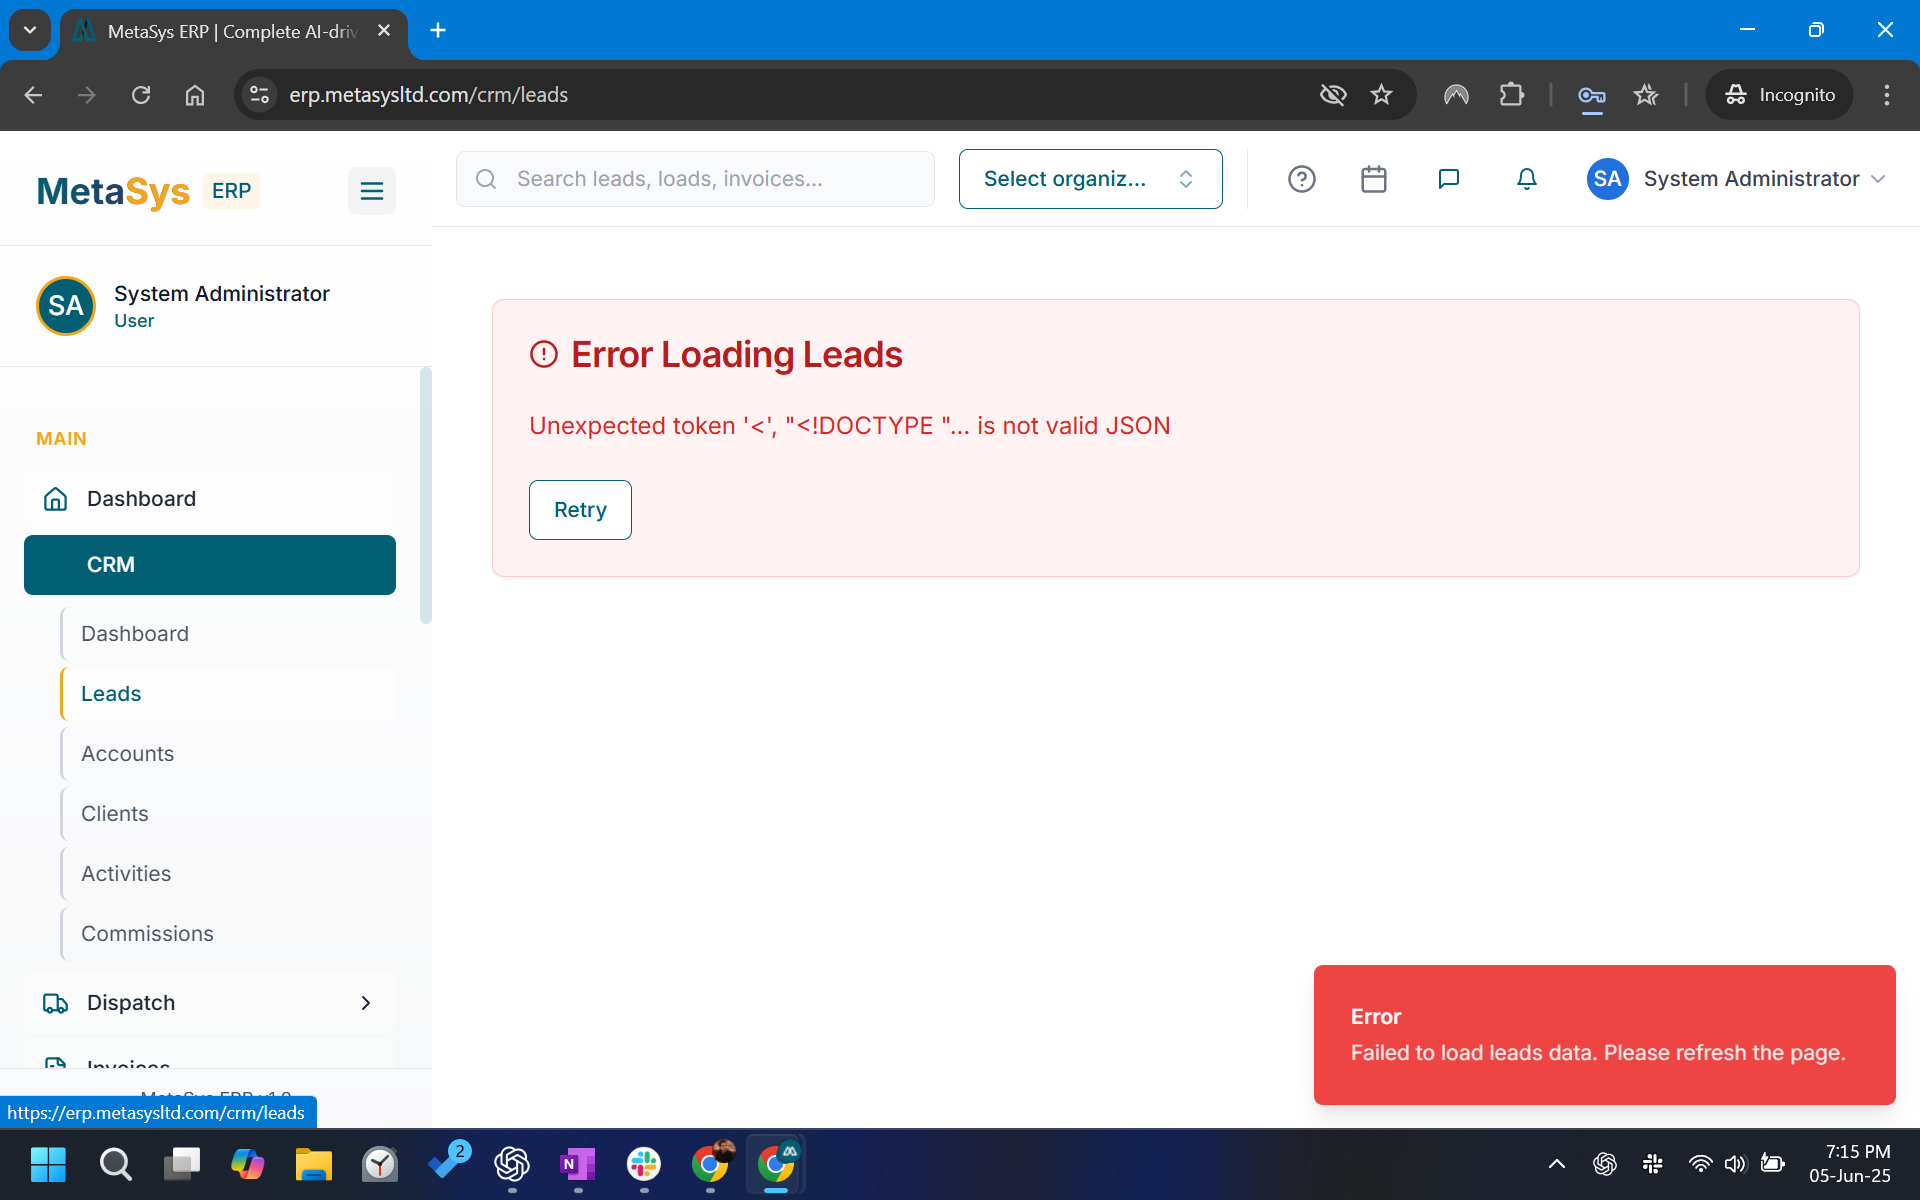 MetaSys ERP | Complete AI-driv
erp.metasysltd.com/crm/leads
Incognito
MetaSys ERP
Search leads, loads, invoices...
Select organiz...
SA System Administrator
SA
System Administrator
User
MAIN
Dashboard
CRM
Dashboard
Leads
Accounts
Clients
Activities
Commissions
Dispatch
Invoices
MetaSys ERP v1.0
https://erp.metasysltd.com/crm/leads
Error Loading Leads
Unexpected token '<', "<!DOCTYPE "... is not valid JSON
Retry
Error
Failed to load leads data. Please refresh the page.
2
N
7:15 PM
05-Jun-25